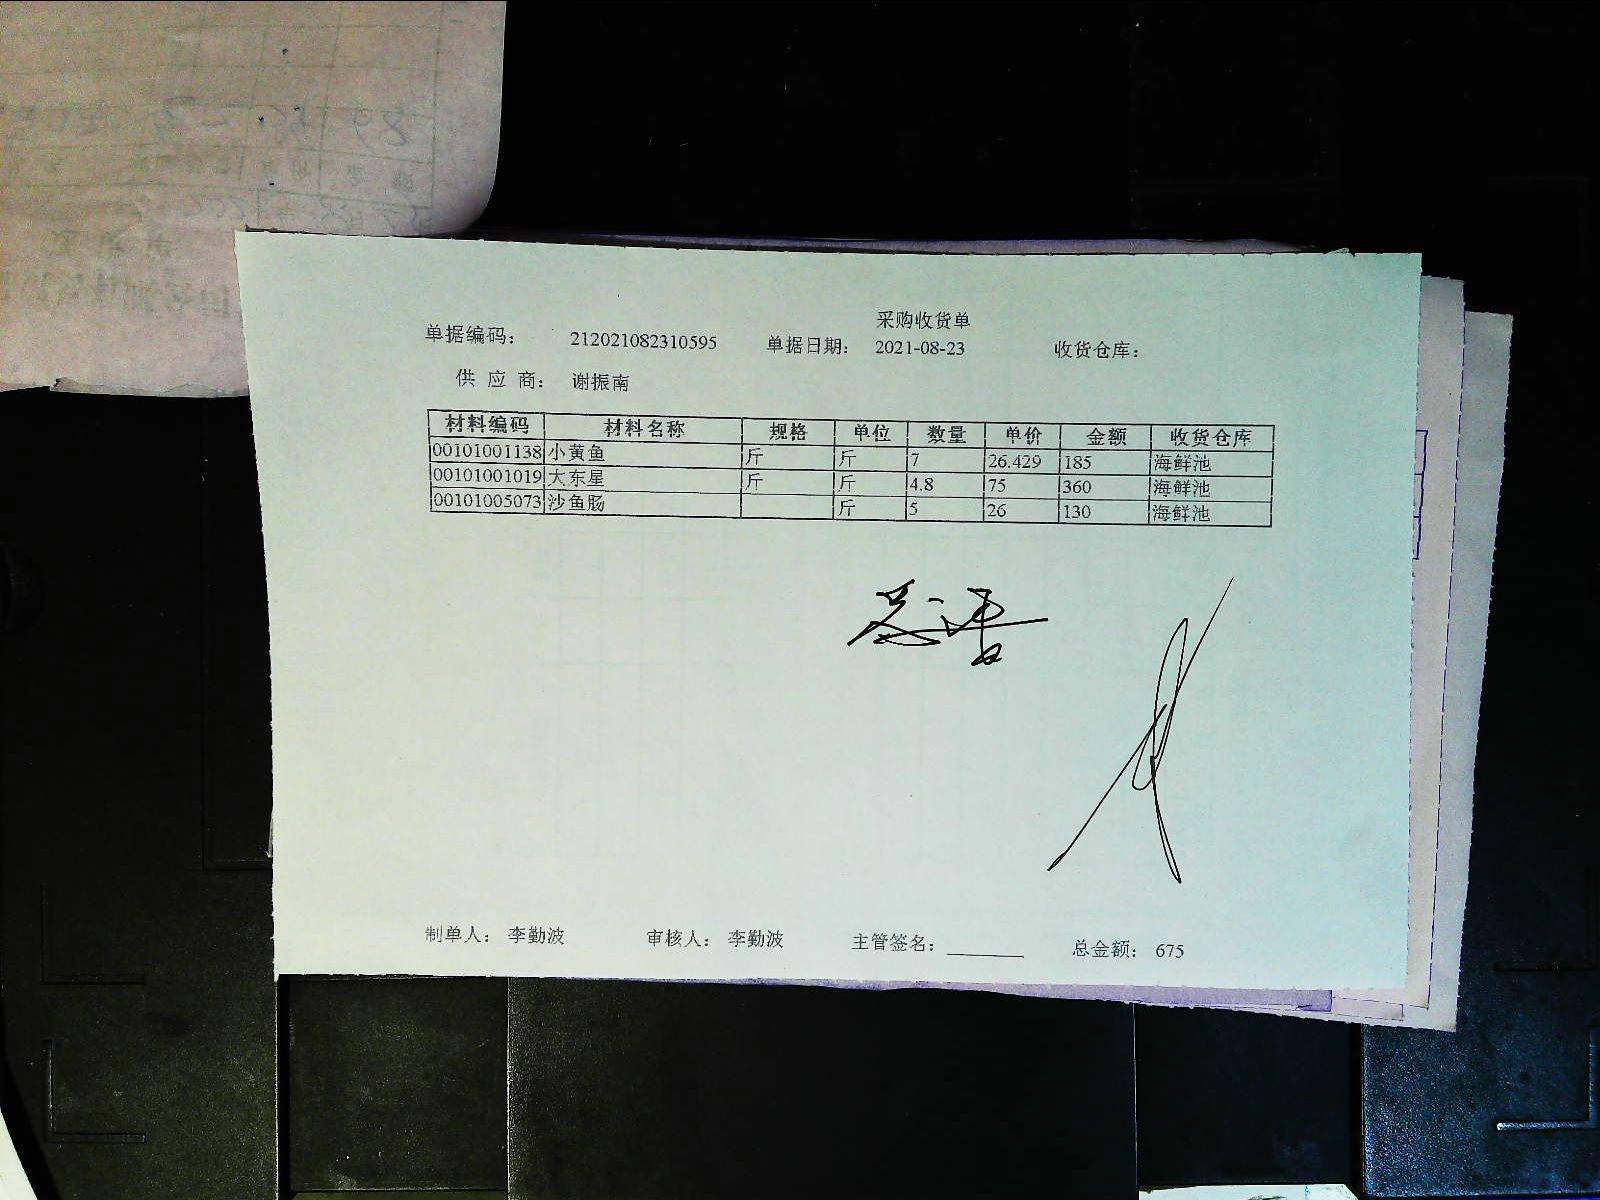 采购收货单
单据编码: 212021082310595 单据日期: 2021-08-23 收货仓库:
供 应 商: 谢振南
材料编码 材料名称 规格 单位 数量 单价 金额 收货仓库
00101001138 小黄鱼 斤 斤 7 26.429 185 海鲜池
00101001019 大东星 斤 斤 4.8 75 360 海鲜池
00101005073 沙鱼肠 斤 5 26 130 海鲜池
制单人: 李勤波 审核人: 李勤波 主管签名: 总金额: 675